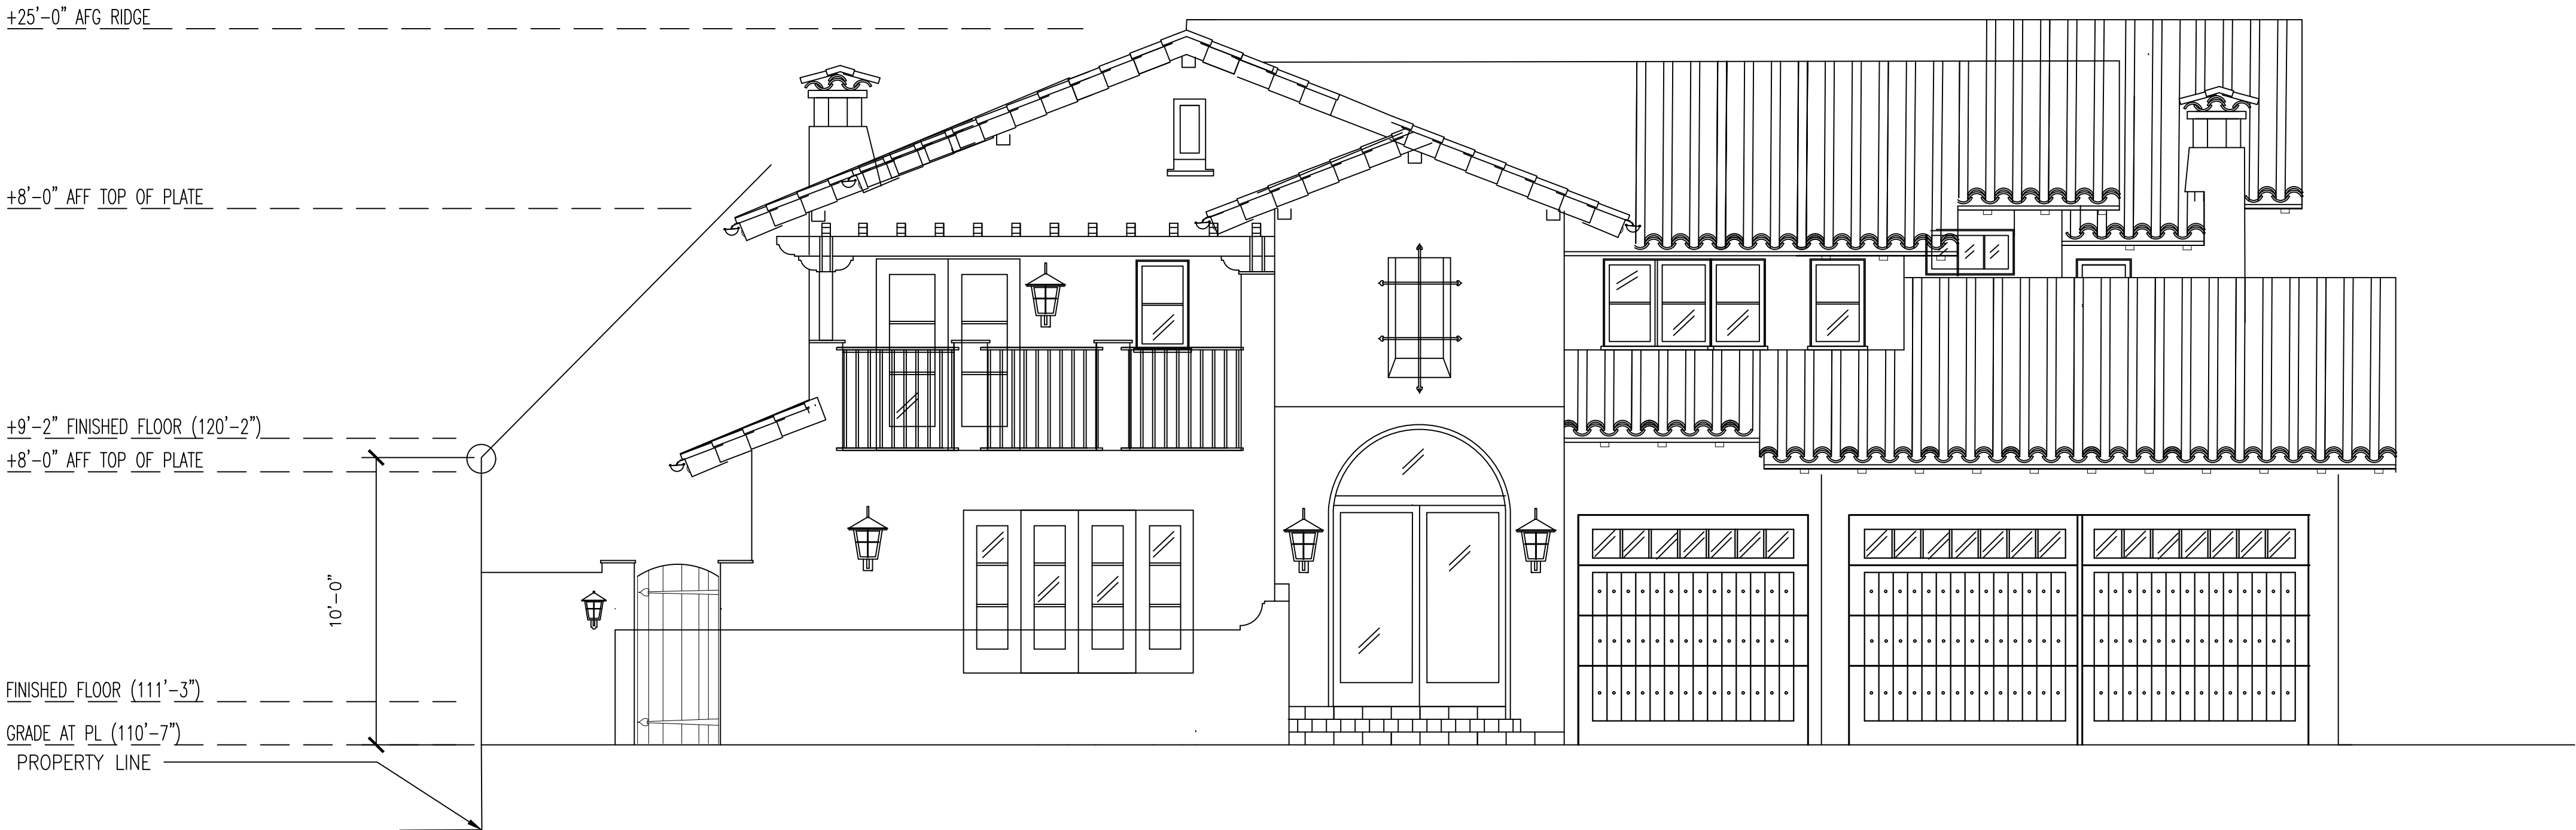 +25'-0" AFG RIDGE
+8'-0" AFF TOP OF PLATE
+9'-2" FINISHED FLOOR (120'-2")
+8'-0" AFF TOP OF PLATE
10'-0"
FINISHED FLOOR (111'-3")
GRADE AT PL (110'-7")
PROPERTY LINE